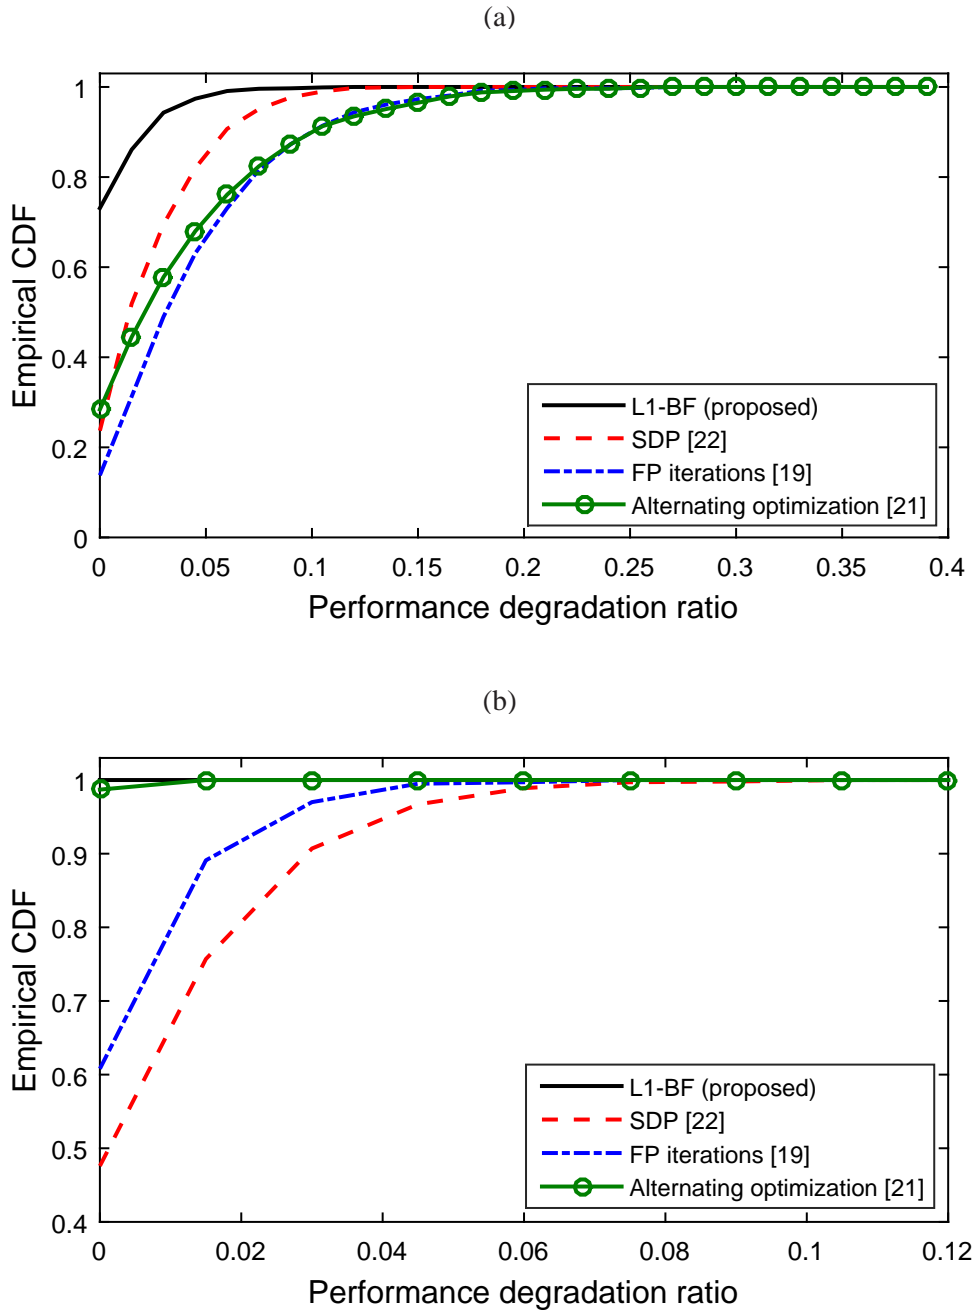 (a)
1
0.8
0.6
0.4
0.2
0
Empirical CDF
L1-BF (proposed)
SDP [22]
FP iterations [19]
Alternating optimization [21]
0 0.05 0.1 0.15 0.2 0.25 0.3 0.35 0.4
Performance degradation ratio
(b)
1
0.9
0.8
0.7
0.6
0.5
0.4
Empirical CDF
L1-BF (proposed)
SDP [22]
FP iterations [19]
Alternating optimization [21]
0 0.02 0.04 0.06 0.08 0.1 0.12
Performance degradation ratio